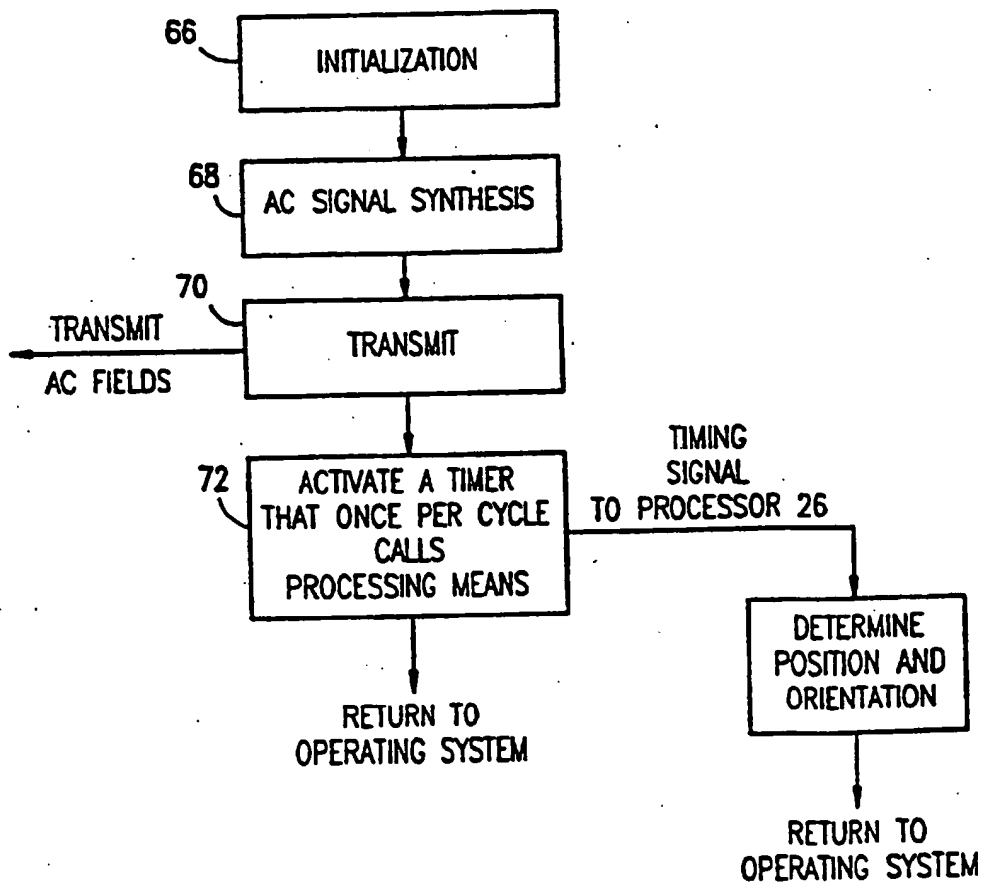 66
INITIALIZATION
68
AC SIGNAL SYNTHESIS
70
TRANSMIT
AC FIELDS
TRANSMIT
72
ACTIVATE A TIMER
THAT ONCE PER CYCLE
CALLS
PROCESSING MEANS
TIMING
SIGNAL
TO PROCESSOR 26
DETERMINE
POSITION AND
ORIENTATION
RETURN TO
OPERATING SYSTEM
RETURN TO
OPERATING SYSTEM